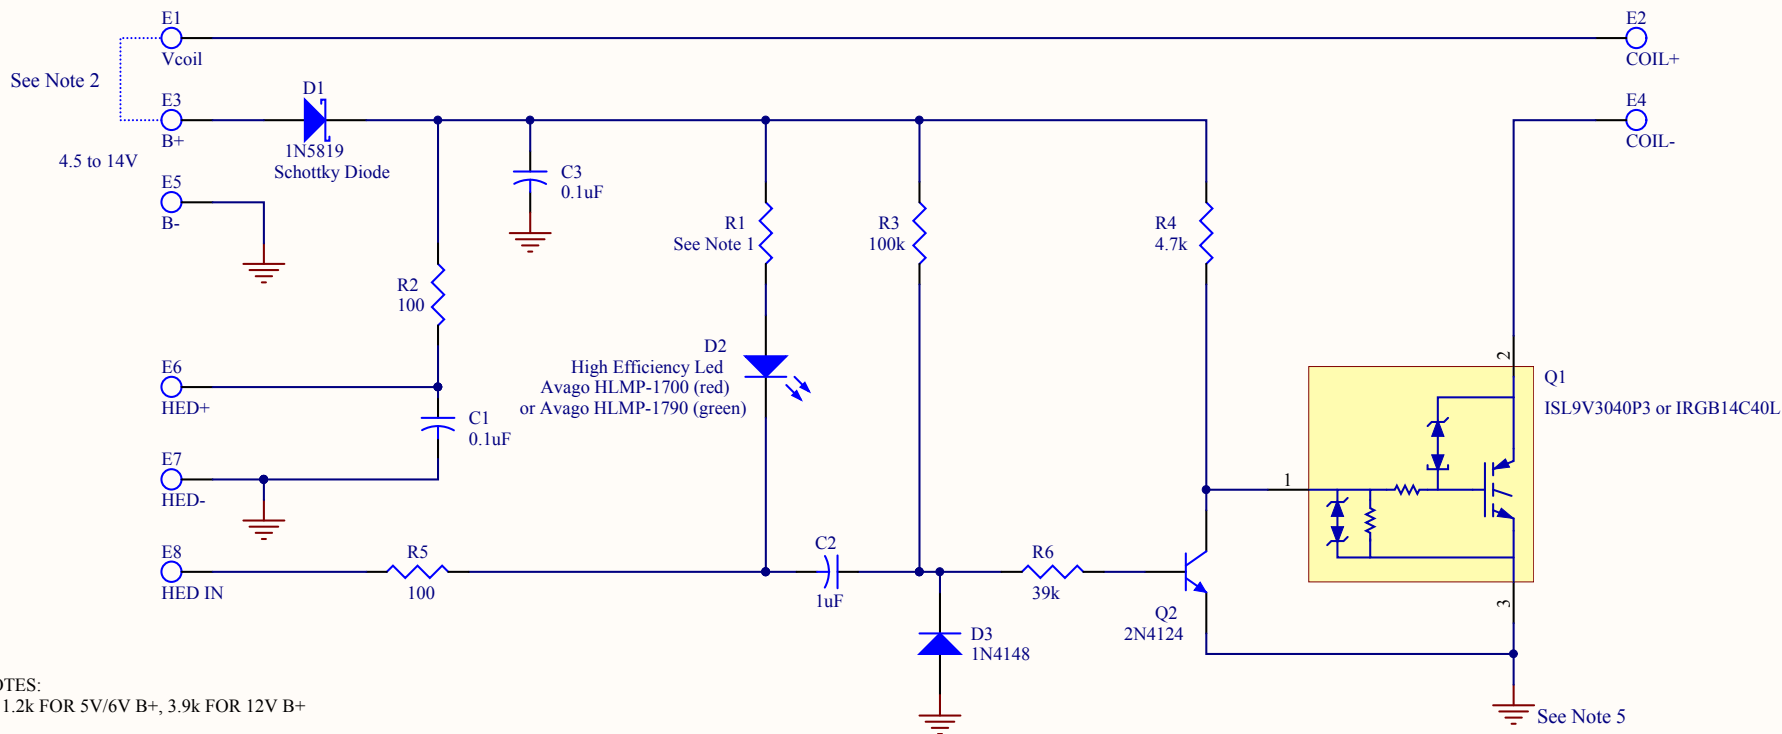 E1
Vcoil
See Note 2
E3
B+
4.5 to 14V
E5
B-
D1
1N5819
Schottky Diode
C3
0.1uF
R2
100
E6
HED+
C1
0.1uF
E7
HED-
E8
HED IN
R5
100
R1
See Note 1
D2
High Efficiency Led
Avago HLMP-1700 (red)
or Avago HLMP-1790 (green)
R3
100k
C2
1uF
D3
1N4148
R6
39k
R4
4.7k
Q2
2N4124
E2
COIL+
E4
COIL-
2
Q1
ISL9V3040P3 or IRGB14C40L
1
3
See Note 5
OTES:
1.2k FOR 5V/6V B+, 3.9k FOR 12V B+